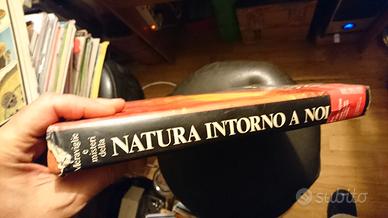 Meraviglie
e
misteri
della
NATURA INTORNO A NOI
subito